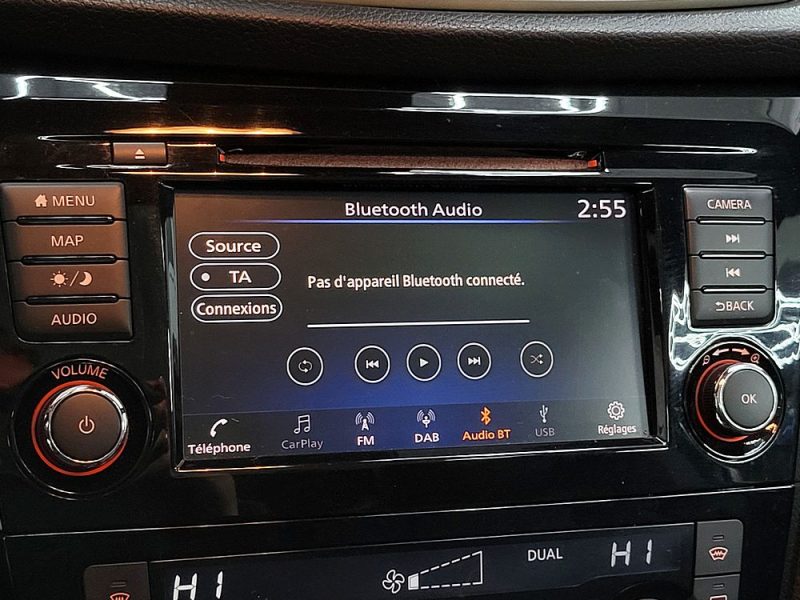 MENU
MAP
AUDIO
VOLUME
Bluetooth Audio 2:55
Source
TA
Connexions
Pas d'appareil Bluetooth connecté.
Téléphone
CarPlay
FM
DAB
Audio BT
USB
Réglages
CAMERA
BACK
OK
HI
DUAL
HI